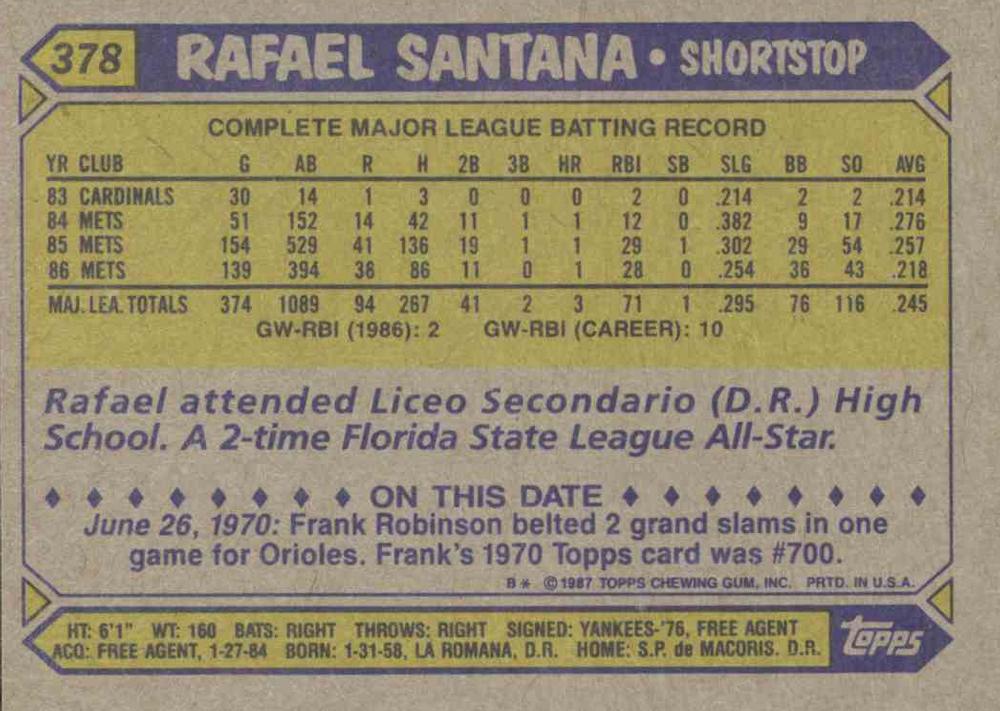 378 RAFAEL SANTANA • SHORTSTOP
COMPLETE MAJOR LEAGUE BATTING RECORD
YR CLUB G AB R H 2B 3B HR RBI SB SLG BB SO AVG
83 CARDINALS 30 14 1 3 0 0 0 2 0 .214 2 2 .214
84 METS 51 152 14 42 11 1 1 12 0 .382 9 17 .276
85 METS 154 529 41 136 19 1 1 29 1 .302 29 54 .257
86 METS 139 394 38 86 11 0 1 28 0 .254 36 43 .218
MAJ. LEA. TOTALS 374 1089 94 267 41 2 3 71 1 .295 76 116 .245
GW-RBI (1986): 2 GW-RBI (CAREER): 10
Rafael attended Liceo Secondario (D.R.) High
School. A 2-time Florida State League All-Star.
♦ ♦ ♦ ♦ ♦ ♦ ♦ ♦ ON THIS DATE ♦ ♦ ♦ ♦ ♦ ♦ ♦ ♦
June 26, 1970: Frank Robinson belted 2 grand slams in one
game for Orioles. Frank's 1970 Topps card was #700.
B * © 1987 TOPPS CHEWING GUM, INC. PRTD. IN U.S.A.
HT: 6'1" WT: 160 BATS: RIGHT THROWS: RIGHT SIGNED: YANKEES-'76, FREE AGENT
ACQ: FREE AGENT, 1-27-84 BORN: 1-31-58, LA ROMANA, D.R. HOME: S.P. de MACORIS. D.R.
topps